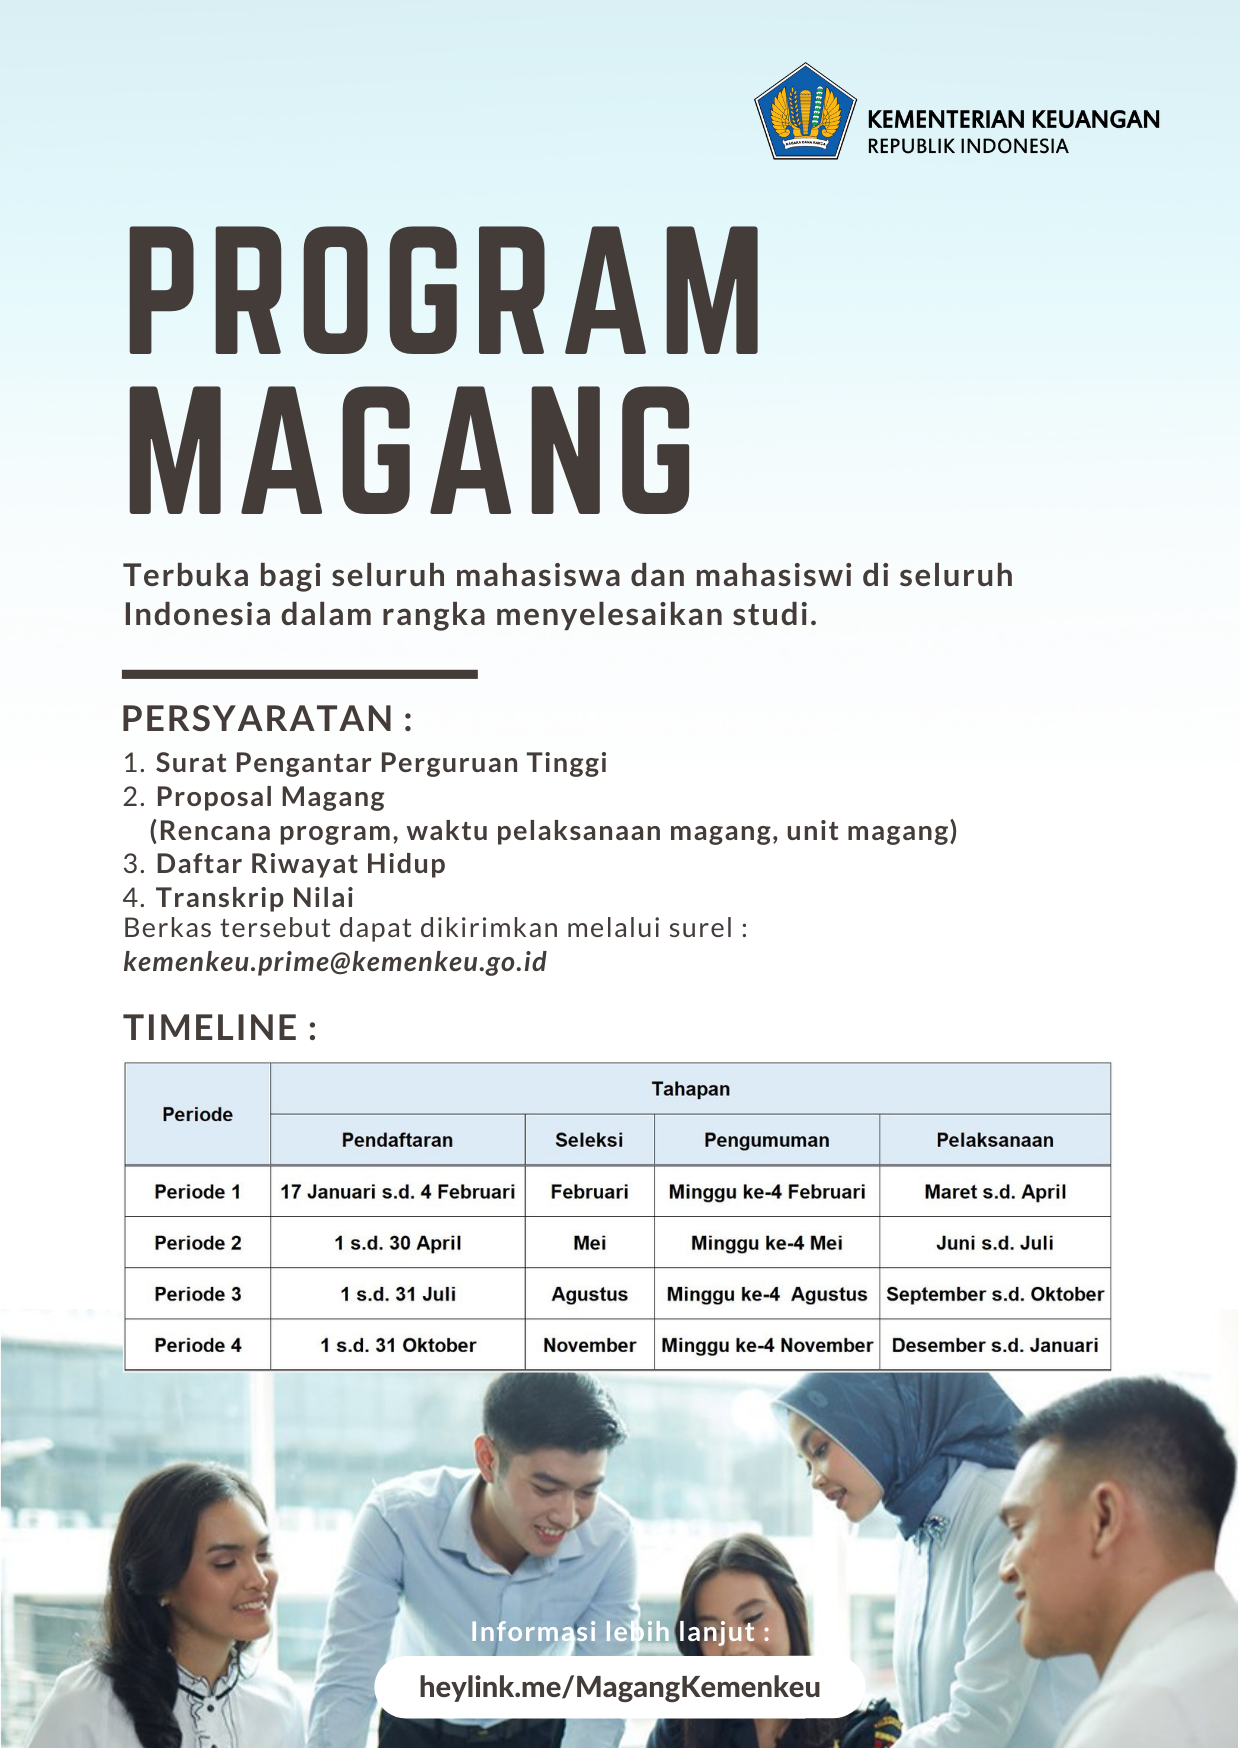 KEMENTERIAN KEUANGAN
REPUBLIK INDONESIA
PROGRAM
MAGANG
Terbuka bagi seluruh mahasiswa dan mahasiswi di seluruh
Indonesia dalam rangka menyelesaikan studi.
PERSYARATAN :
1. Surat Pengantar Perguruan Tinggi
2. Proposal Magang
(Rencana program, waktu pelaksanaan magang, unit magang)
3. Daftar Riwayat Hidup
4. Transkrip Nilai
Berkas tersebut dapat dikirimkan melalui surel :
kemenkeu.prime@kemenkeu.go.id
TIMELINE :
Periode Tahapan
Pendaftaran Seleksi Pengumuman Pelaksanaan
Periode 1 17 Januari s.d. 4 Februari Februari Minggu ke-4 Februari Maret s.d. April
Periode 2 1 s.d. 30 April Mei Minggu ke-4 Mei Juni s.d. Juli
Periode 3 1 s.d. 31 Juli Agustus Minggu ke-4 Agustus September s.d. Oktober
Periode 4 1 s.d. 31 Oktober November Minggu ke-4 November Desember s.d. Januari
Informasi lebih lanjut :
heylink.me/MagangKemenkeu